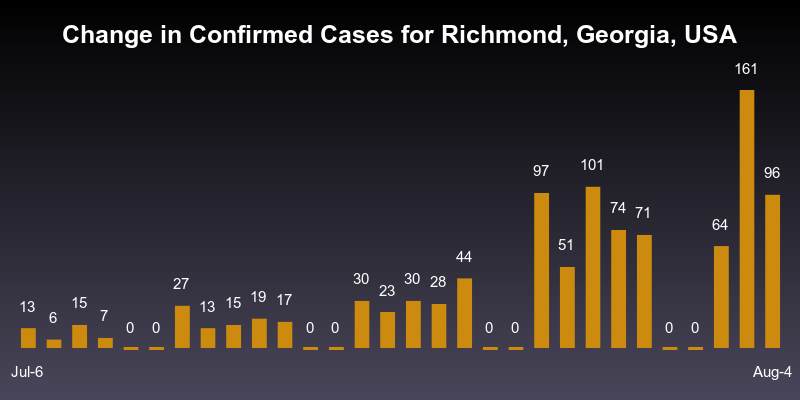 Change in Confirmed Cases for Richmond, Georgia, USA
13 6 15 7 0 0 27 13 15 19 17 0 0 30 23 30 28 44 0 0 97 51 101 74 71 0 0 64 161 96
Jul-6 Aug-4